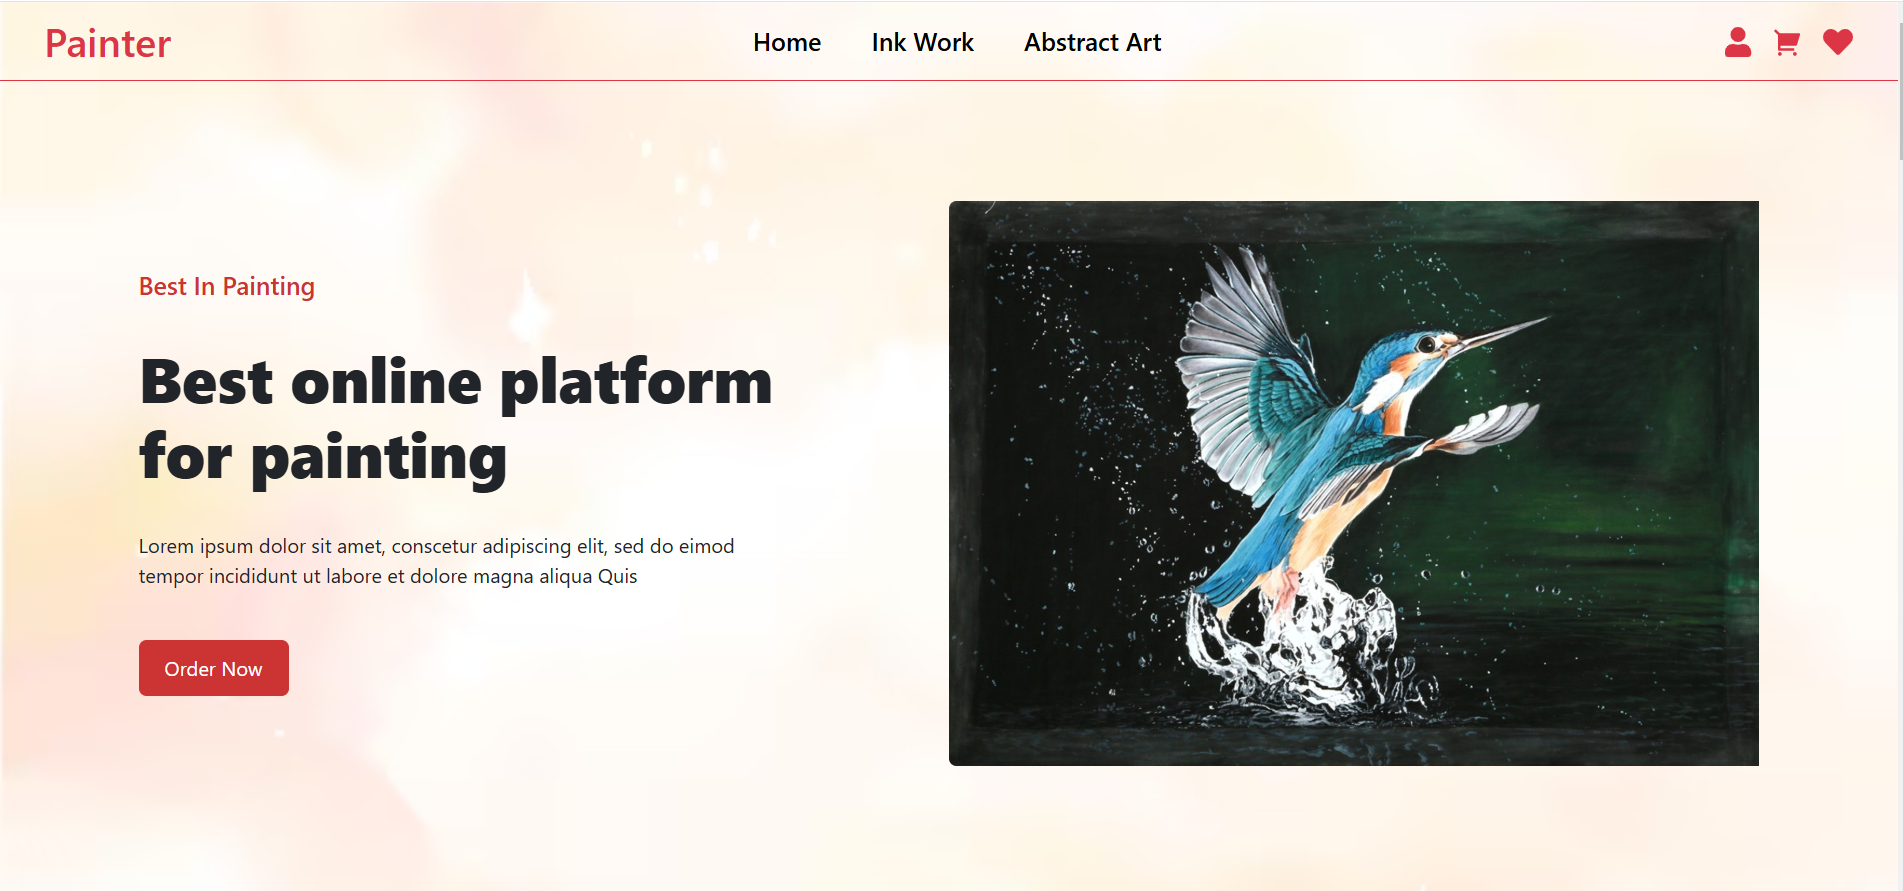 Painter
Home
Ink Work
Abstract Art
Best In Painting
Best online platform
for painting
Lorem ipsum dolor sit amet, conscetur adipiscing elit, sed do eimod
tempor incididunt ut labore et dolore magna aliqua Quis
Order Now